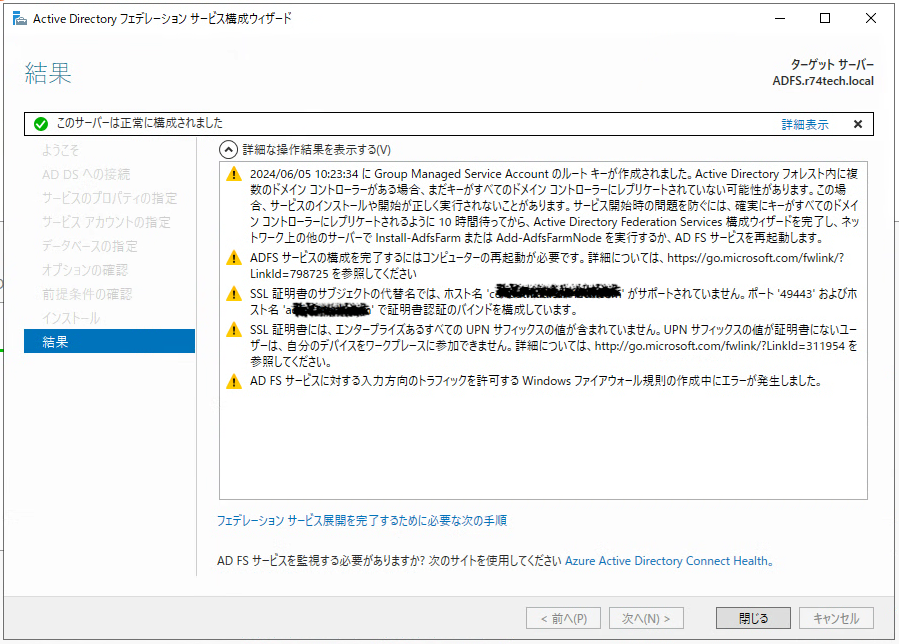 Active Directory フェデレーション サービス構成ウィザード
結果
ターゲット サーバー
ADFS.r74tech.local
このサーバーは正常に構成されました
詳細表示
ようこそ
AD DS への接続
サービスのプロパティの指定
サービス アカウントの指定
データベースの指定
オプションの確認
前提条件の確認
インストール
結果
詳細な操作結果を表示する(V)
2024/06/05 10:23:34 に Group Managed Service Account のルート キーが作成されました。Active Directory フォレスト内に複
数のドメイン コントローラーがある場合、まだキーがすべてのドメイン コントローラーにレプリケートされていない可能性があります。この場
合、サービスのインストールや開始が正しく実行されないことがあります。サービス開始時の問題を防ぐには、確実にキーがすべてのドメイ
ン コントローラーにレプリケートされるように 10 時間待ってから、Active Directory Federation Services 構成ウィザードを完了し、ネッ
トワーク上の他のサーバーで Install-AdfsFarm または Add-AdfsFarmNode を実行するか、AD FS サービスを再起動します。
ADFS サービスの構成を完了するにはコンピューターの再起動が必要です。詳細については、https://go.microsoft.com/fwlink/?
LinkId=798725 を参照してください
SSL 証明書のサブジェクトの代替名では、ホスト名 ' ' がサポートされていません。ポート '49443' およびホ
スト名 ' ' で証明書認証のバインドを構成しています。
SSL 証明書には、エンタープライズあるすべての UPN サフィックスの値が含まれていません。UPN サフィックスの値が証明書にないユー
ザーは、自分のデバイスをワークプレースに参加できません。詳細については、http://go.microsoft.com/fwlink/?LinkId=311954 を
参照してください。
AD FS サービスに対する入力方向のトラフィックを許可する Windows ファイアウォール規則の作成中にエラーが発生しました。
フェデレーション サービス展開を完了するために必要な次の手順
AD FS サービスを監視する必要がありますか? 次のサイトを使用してください Azure Active Directory Connect Health。
< 前へ(P)
次へ(N) >
閉じる
キャンセル